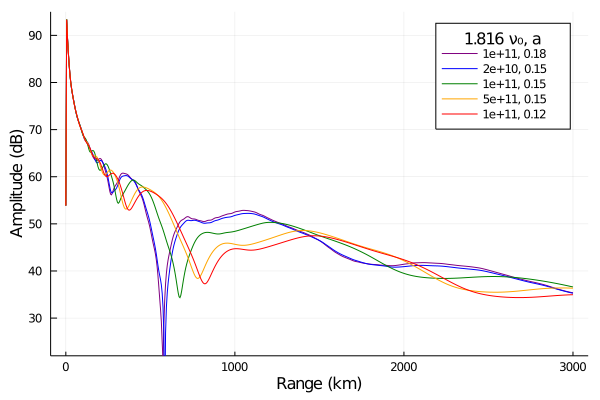 1.816 ν₀, a
1e+11, 0.18
2e+10, 0.15
1e+11, 0.15
5e+11, 0.15
1e+11, 0.12
Amplitude (dB)
90
80
70
60
50
40
30
0 1000 2000 3000
Range (km)